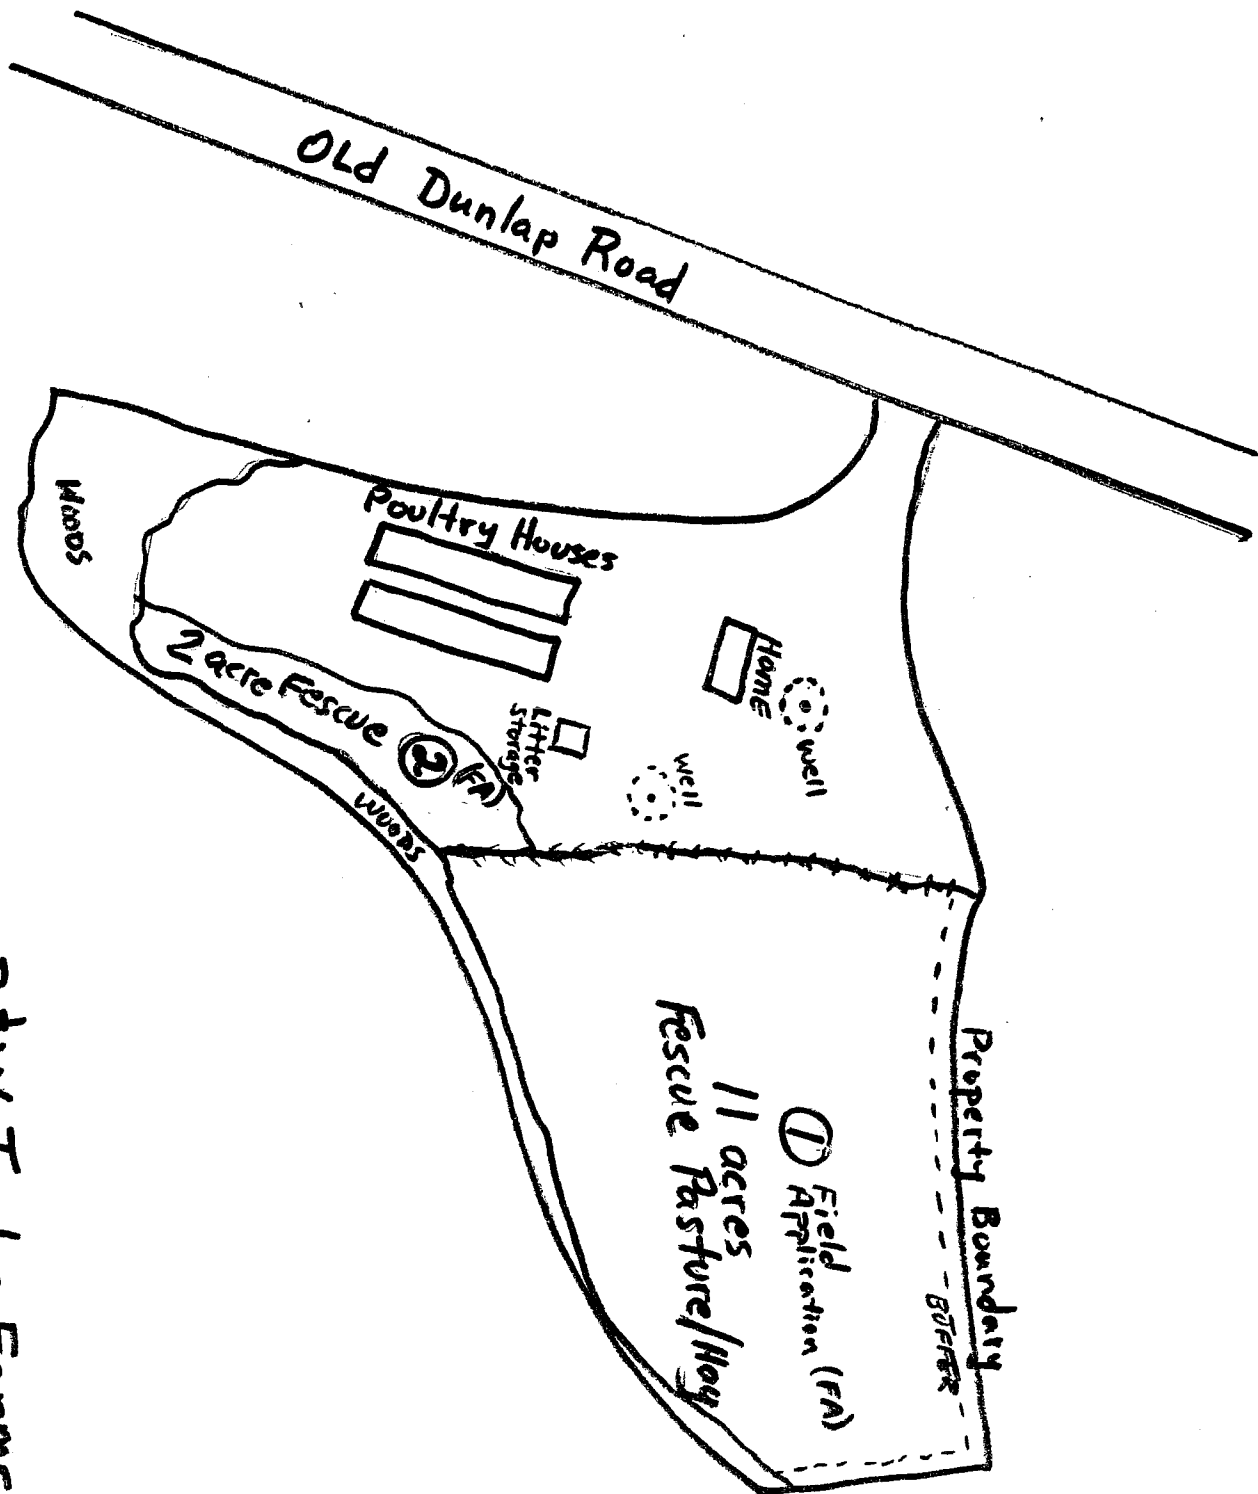 Old Dunlap Road
Poultry Houses
Home
well
well
Litter
Storage
Woods
2 acre Fescue 2 (FA)
Woods
1 Field
Application (FA)
11 acres
Fescue Pasture/Hay
Property Boundary
BUFFER
Farms